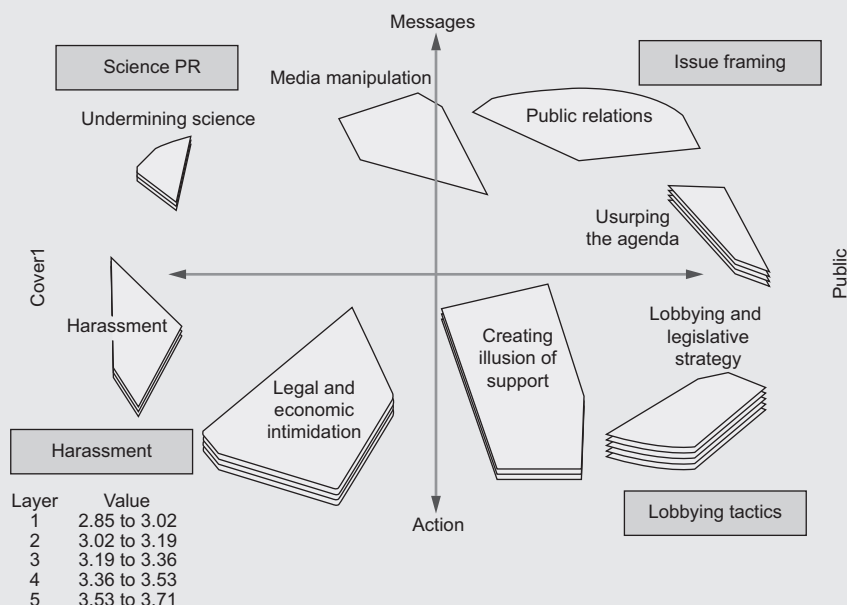 Messages
Science PR
Issue framing
Media manipulation
Public relations
Undermining science
Usurping
the agenda
Cover1
Public
Harassment
Lobbying and
legislative
strategy
Creating
illusion of
support
Legal and
economic
intimidation
Harassment
Lobbying tactics
Action
Layer Value
1 2.85 to 3.02
2 3.02 to 3.19
3 3.19 to 3.36
4 3.36 to 3.53
5 3.53 to 3.71